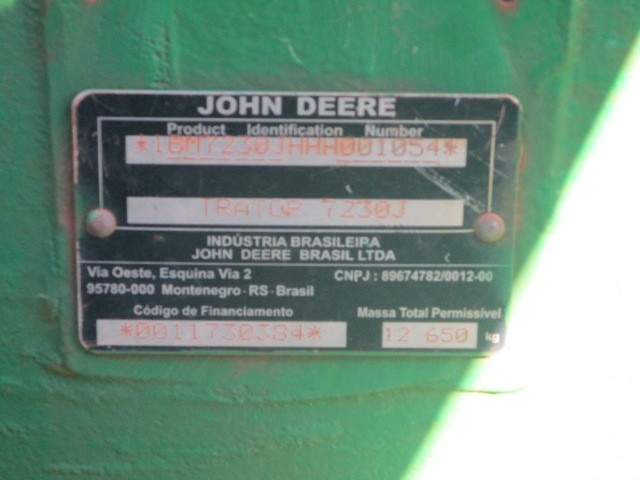 JOHN DEERE
Product Identification Number
*1BM7230JHHH001054*
TRATOR 7230J
INDÚSTRIA BRASILEIRA
JOHN DEERE BRASIL LTDA
Via Oeste, Esquina Via 2 CNPJ : 89674782/0012-00
95780-000 Montenegro - RS - Brasil
Código de Financiamento Massa Total Permissível
*0011730384* 12 650 kg